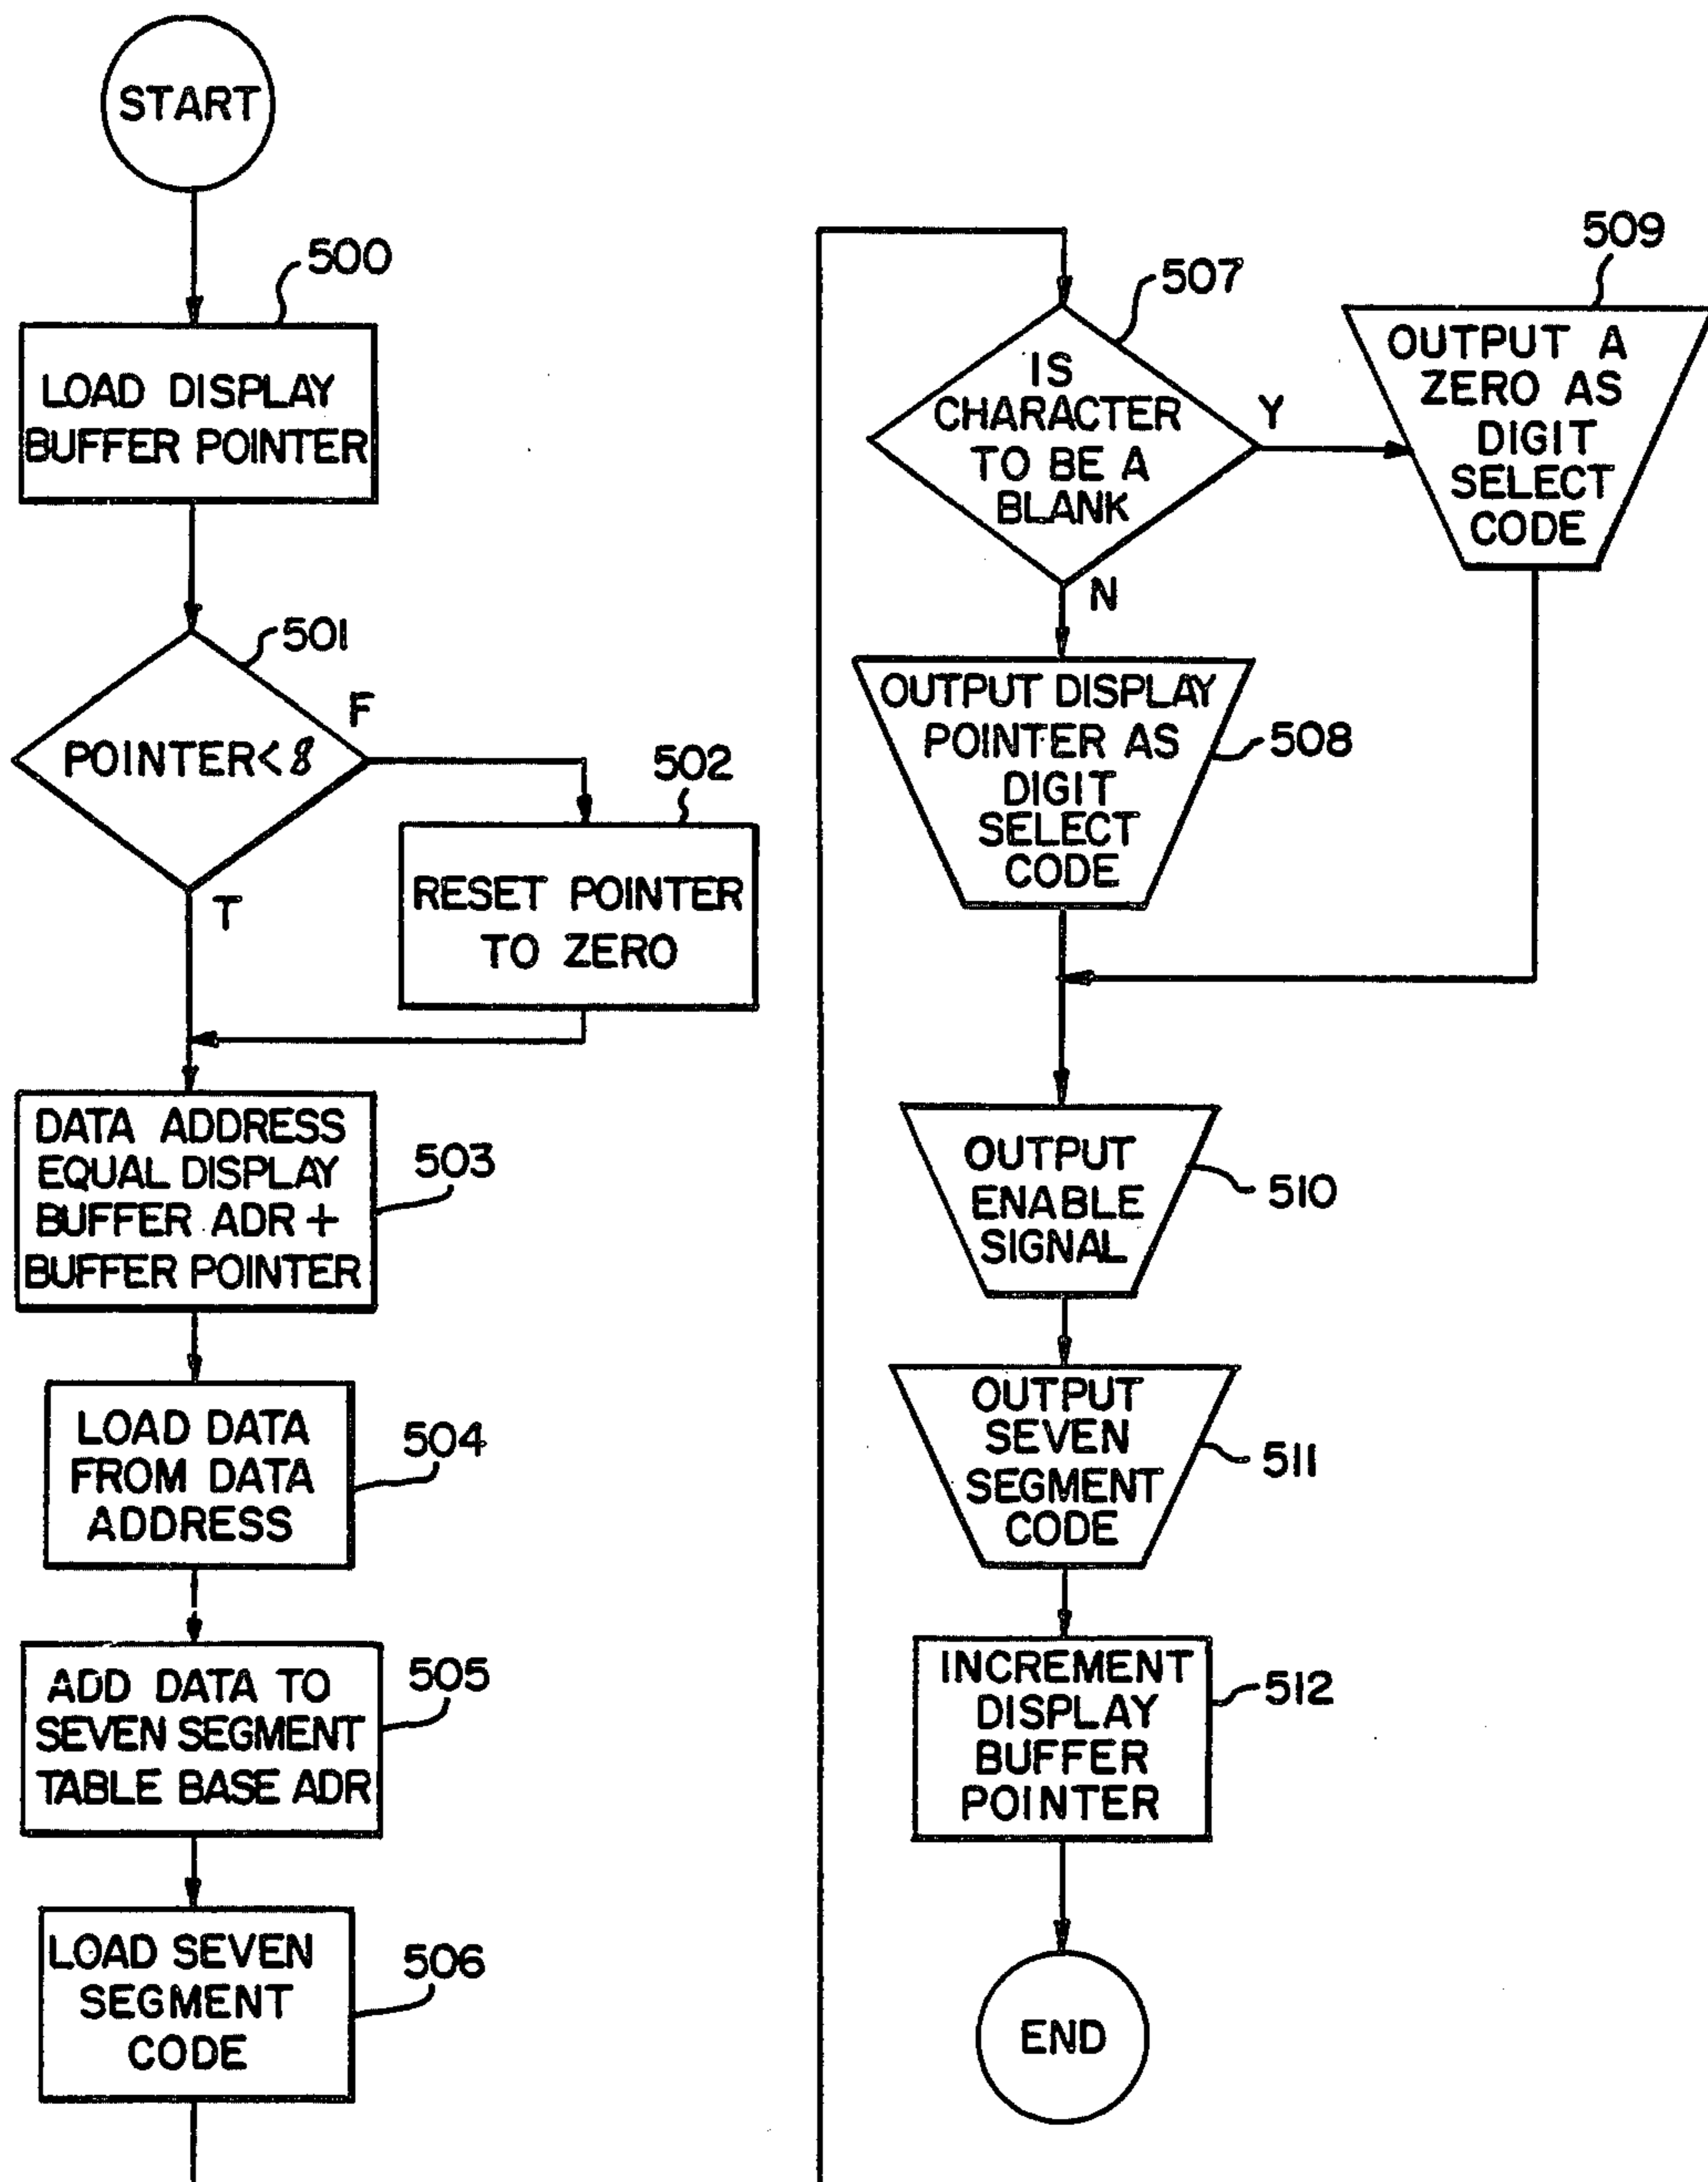 START
500
LOAD DISPLAY
BUFFER POINTER
501
POINTER<8
F
T
502
RESET POINTER
TO ZERO
DATA ADDRESS
EQUAL DISPLAY
BUFFER ADR +
BUFFER POINTER
503
LOAD DATA
FROM DATA
ADDRESS
504
ADD DATA TO
SEVEN SEGMENT
TABLE BASE ADR
505
LOAD SEVEN
SEGMENT
CODE
506
507
IS
CHARACTER
TO BE A
BLANK
Y
N
509
OUTPUT A
ZERO AS
DIGIT
SELECT
CODE
OUTPUT DISPLAY
POINTER AS
DIGIT
SELECT
CODE
508
OUTPUT
ENABLE
SIGNAL
510
OUTPUT
SEVEN
SEGMENT
CODE
511
INCREMENT
DISPLAY
BUFFER
POINTER
512
END